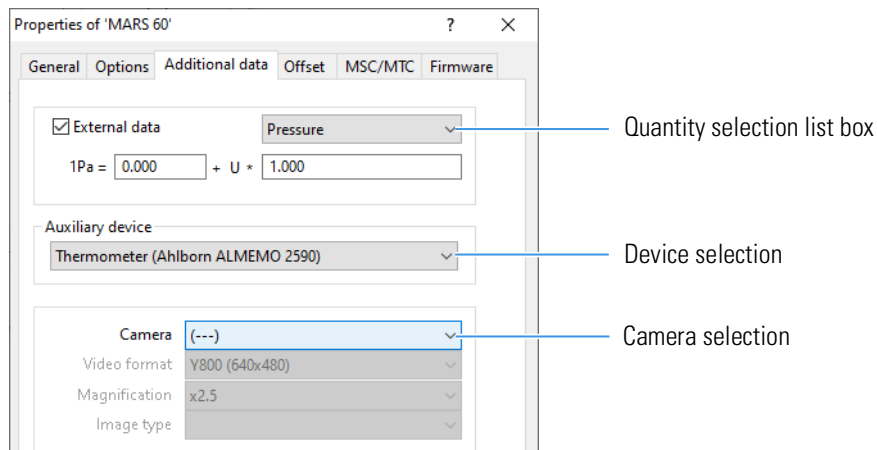 Properties of 'MARS 60' ? ×
General Options Additional data Offset MSC/MTC Firmware
External data Pressure Quantity selection list box
1Pa = 0.000 + U * 1.000
Auxiliary device
Thermometer (Ahlborn ALMEMO 2590) Device selection
Camera (---) Camera selection
Video format Y800 (640x480)
Magnification x2.5
Image type